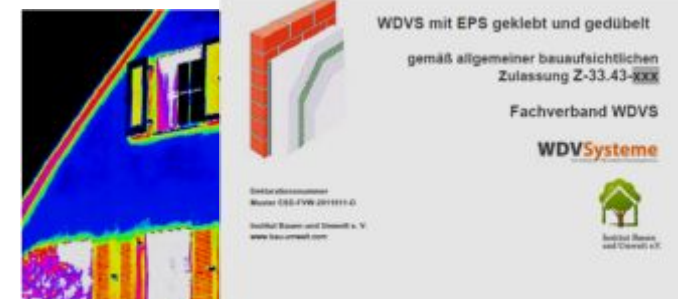 WDVS mit EPS geklebt und gedübelt
gemäß allgemeiner bauaufsichtlichen
Zulassung Z-33.43-xxx
Fachverband WDVS
WDVSysteme
Deklarationsnummer
Institut Bauen und Umwelt e. V.
www.bau-umwelt.com
Institut Bauen
und Umwelt e.V.